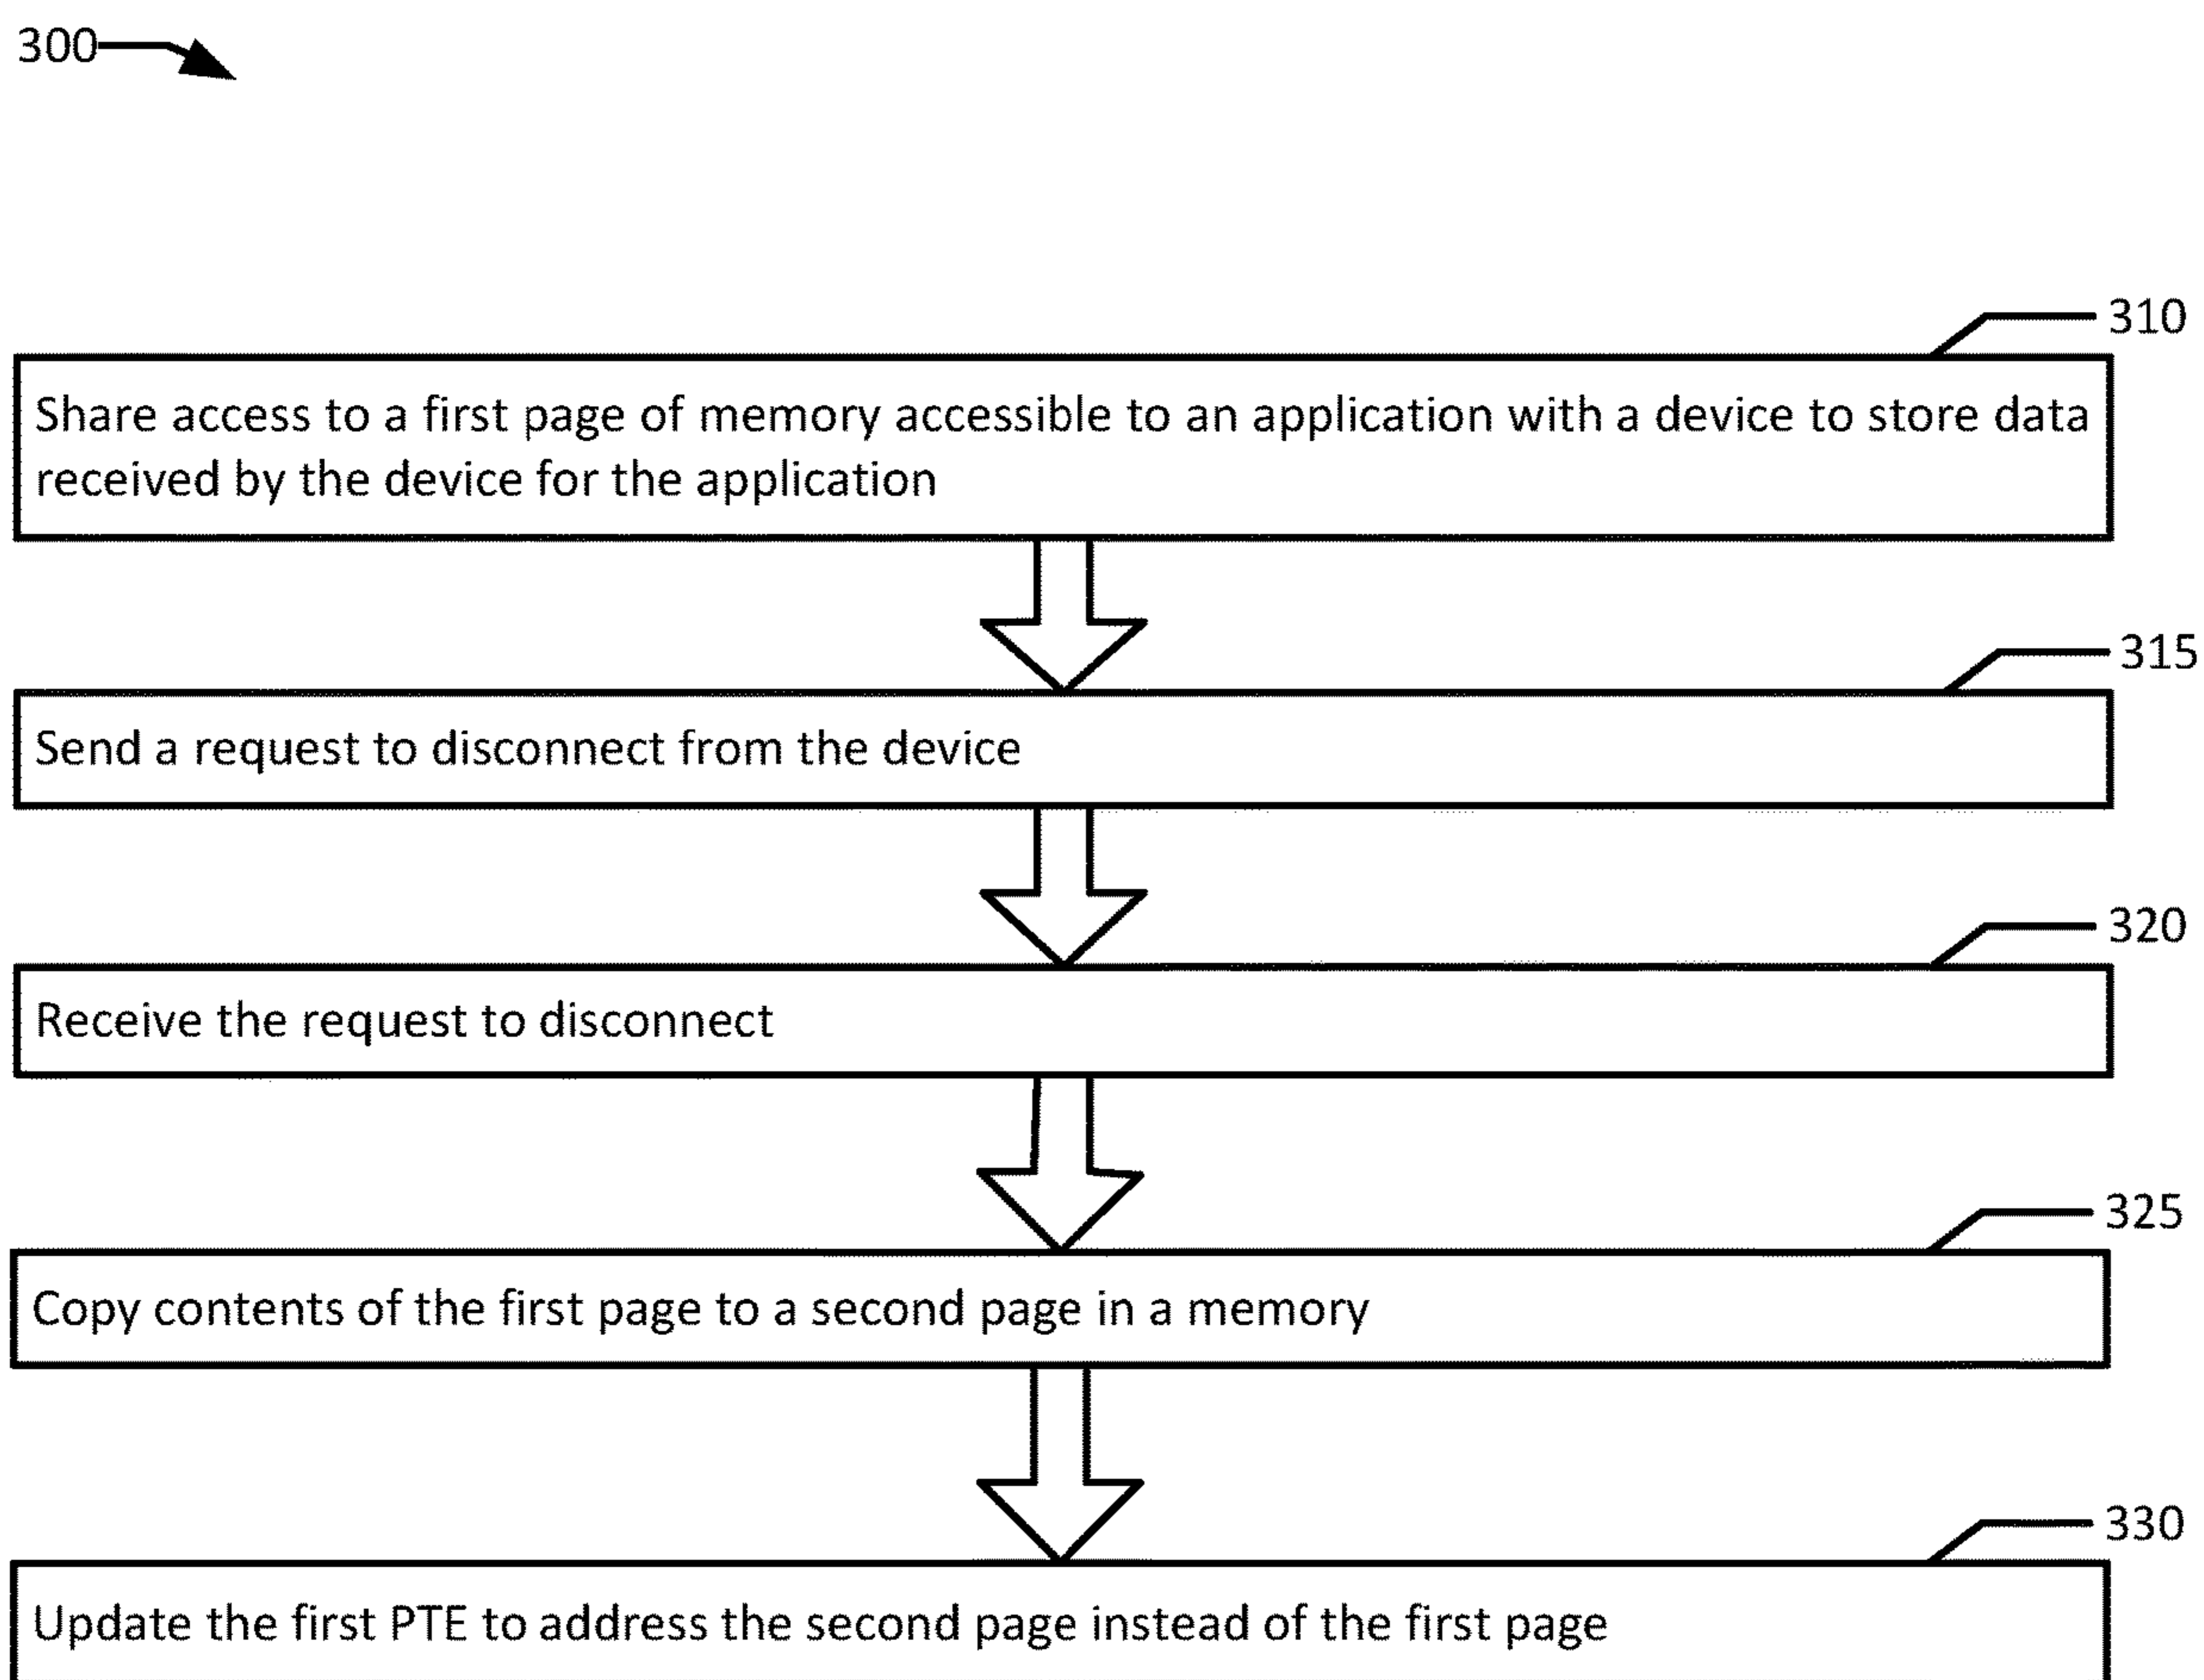 300
310
Share access to a first page of memory accessible to an application with a device to store data
received by the device for the application
315
Send a request to disconnect from the device
320
Receive the request to disconnect
325
Copy contents of the first page to a second page in a memory
330
Update the first PTE to address the second page instead of the first page